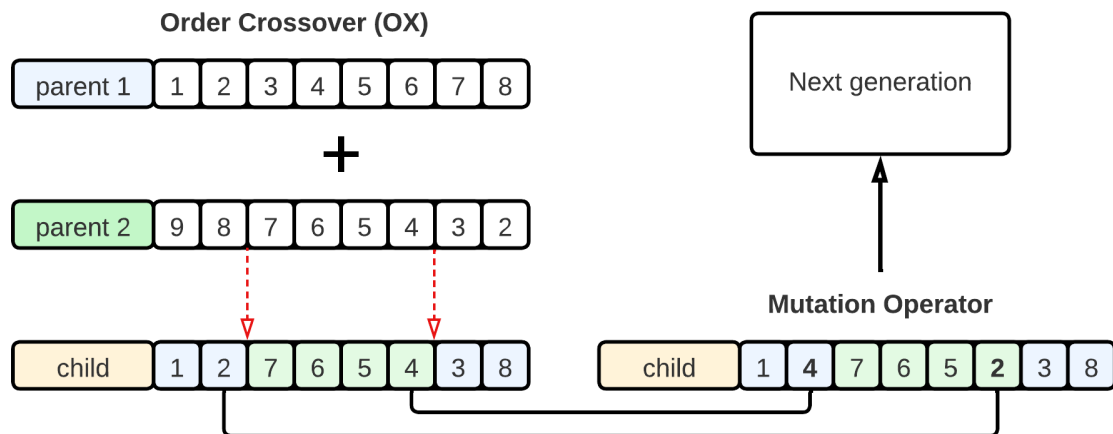 Order Crossover (OX)
parent 1 1 2 3 4 5 6 7 8
+
parent 2 9 8 7 6 5 4 3 2
child 1 2 7 6 5 4 3 8
Next generation
Mutation Operator
child 1 4 7 6 5 2 3 8